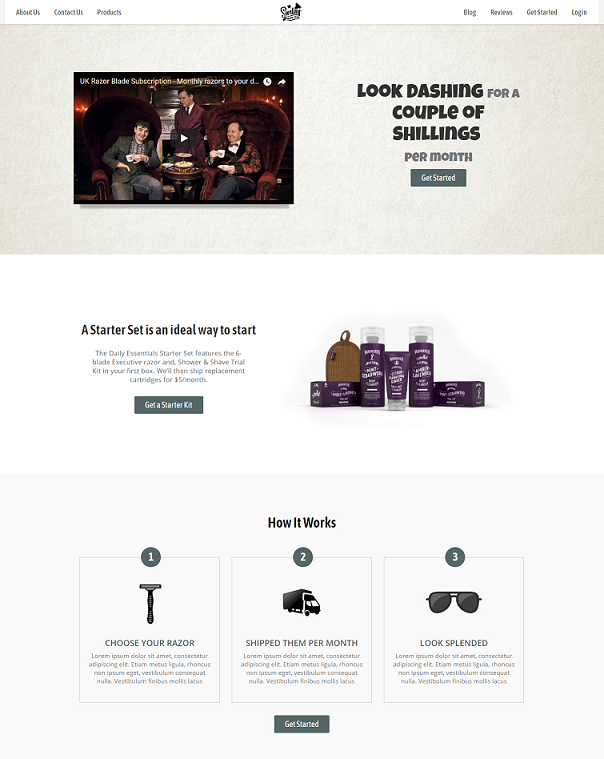 About Us Contact Us Products Blog Reviews Get Started Login
UK Razor Blade Subscription - Monthly razors to your d...
LOOK DASHING FOR A
COUPLE OF
SHILLINGS
PER MONTH
Get Started
A Starter Set is an ideal way to start
The Daily Essentials Starter Set features the 6-
blade Executive razor and, Shower & Shave Trial
Kit in your first box. We'll then ship replacement
cartridges for $5/month.
Get a Starter Kit
MINT
CEDARWOOD
AMBER-
LAVENDER
How It Works
1
2
3
CHOOSE YOUR RAZOR
Lorem ipsum dolor sit amet, consectetur
adipiscing elit. Etiam metus ligula, rhoncus
non ipsum eget, vestibulum consequat
nulla. Vestibulum finibus mollis lacus
SHIPPED THEM PER MONTH
Lorem ipsum dolor sit amet, consectetur
adipiscing elit. Etiam metus ligula, rhoncus
non ipsum eget, vestibulum consequat
nulla. Vestibulum finibus mollis lacus
LOOK SPLENDED
Lorem ipsum dolor sit amet, consectetur
adipiscing elit. Etiam metus ligula, rhoncus
non ipsum eget, vestibulum consequat
nulla. Vestibulum finibus mollis lacus
Get Started